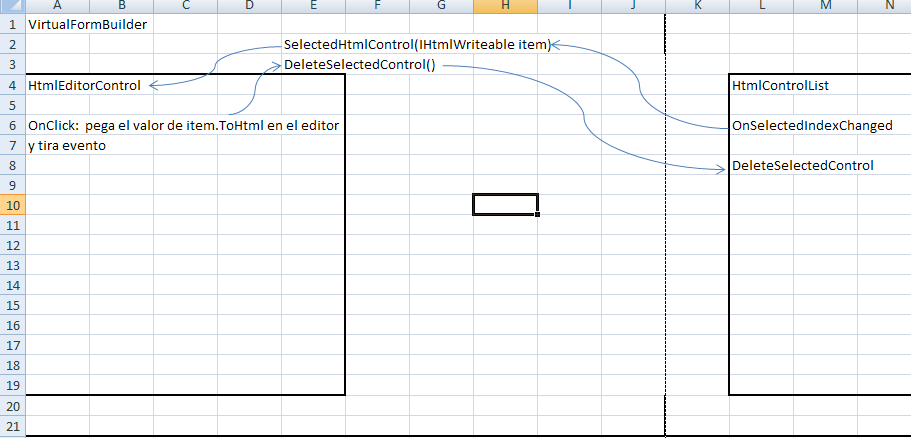 A B C D E F G H I J K L M N
1 VirtualFormBuilder
2 SelectedHtmlControl(IHtmlWriteable item)
3 DeleteSelectedControl()
4 HtmlEditorControl HtmlControlList
5
6 OnClick: pega el valor de item.ToHtml en el editor OnSelectedIndexChanged
7 y tira evento
8 DeleteSelectedControl
9
10
11
12
13
14
15
16
17
18
19
20
21